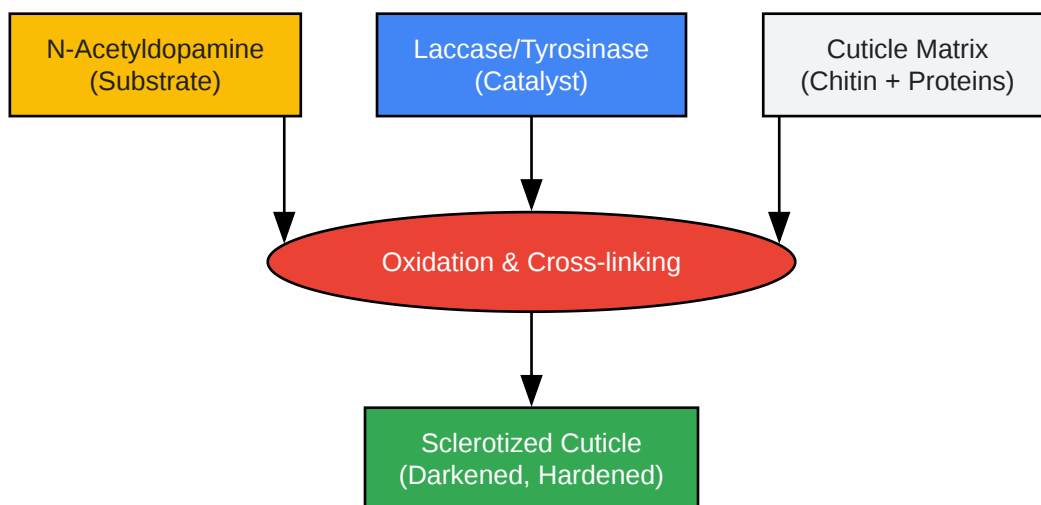 N-Acetyldopamine
(Substrate)
Laccase/Tyrosinase
(Catalyst)
Cuticle Matrix
(Chitin + Proteins)
Oxidation & Cross-linking
Sclerotized Cuticle
(Darkened, Hardened)